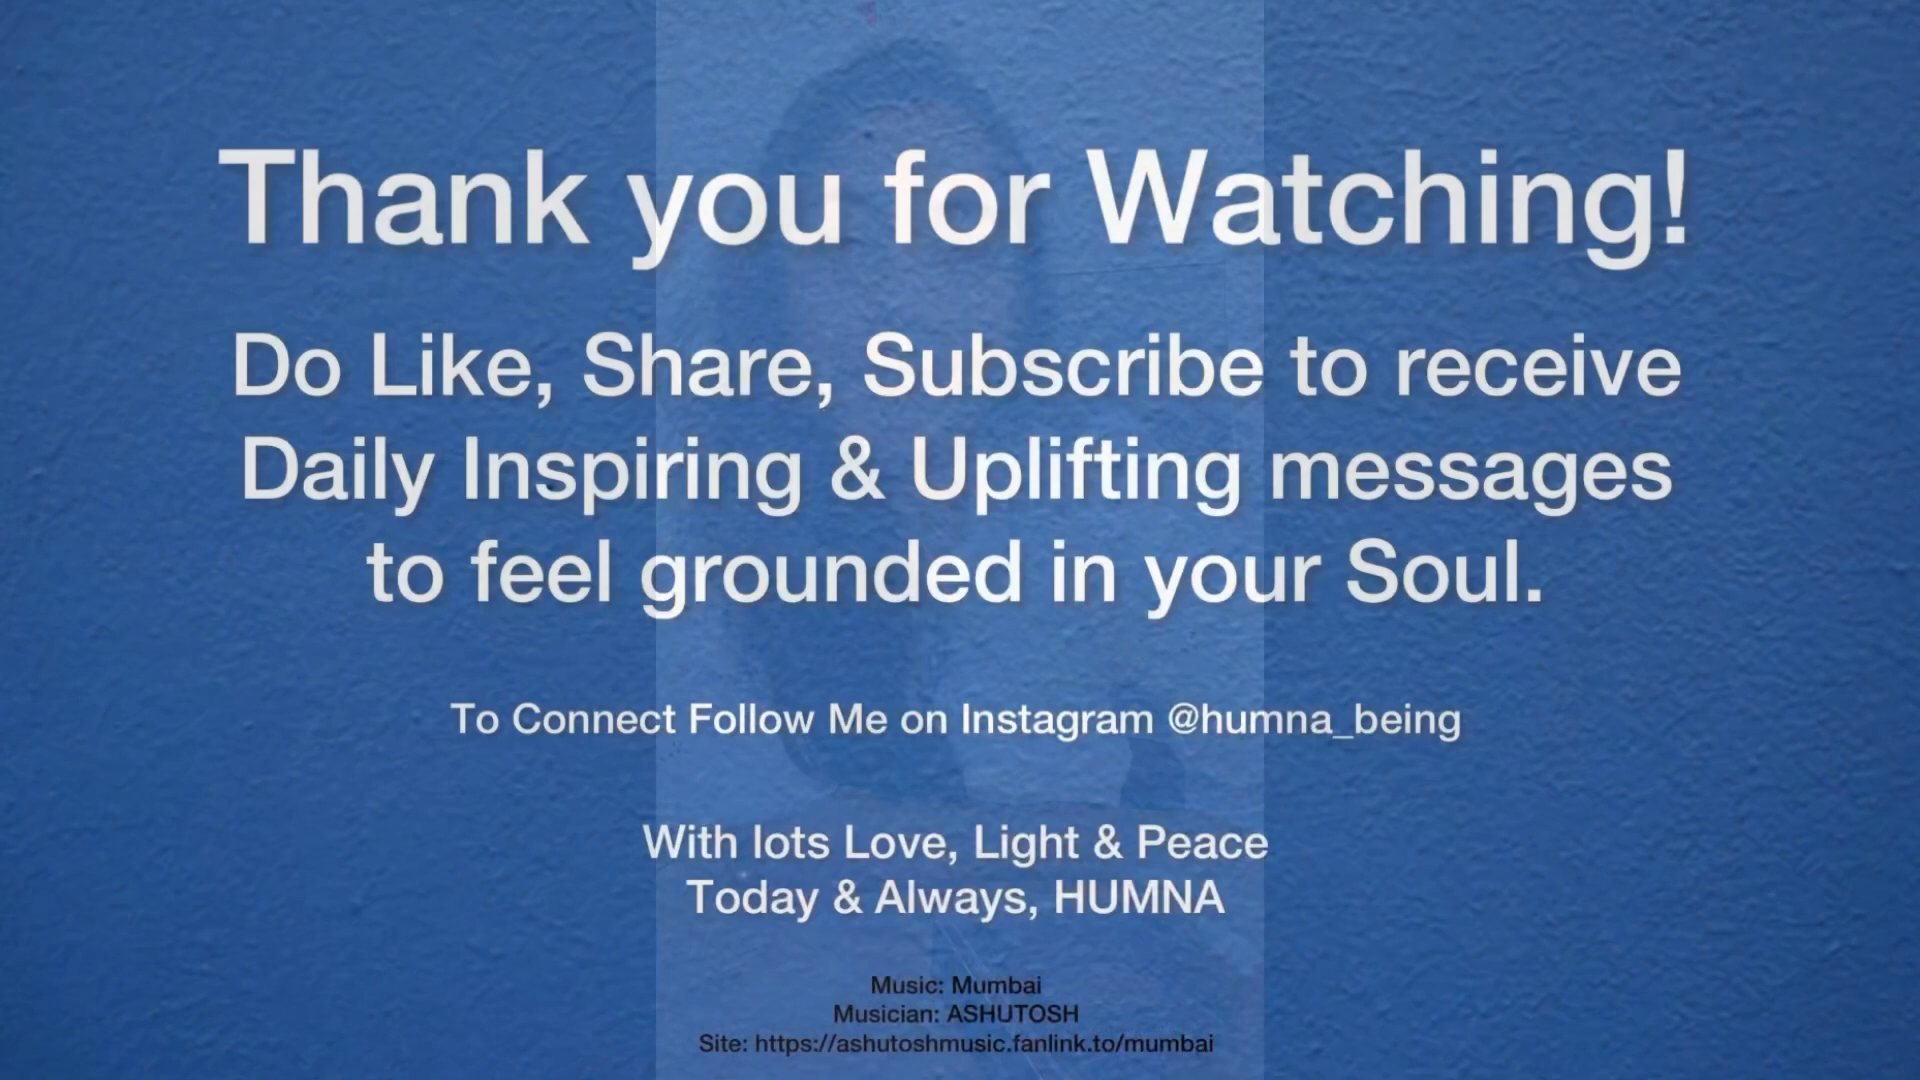 Thank you for Watching!
Do Like, Share, Subscribe to receive
Daily Inspiring & Uplifting messages
to feel grounded in your Soul.
To Connect Follow Me on Instagram @humna_being
With lots Love, Light & Peace
Today & Always, HUMNA
Music: Mumbai
Musician: ASHUTOSH
Site: https://ashutoshmusic.fanlink.to/mumbai